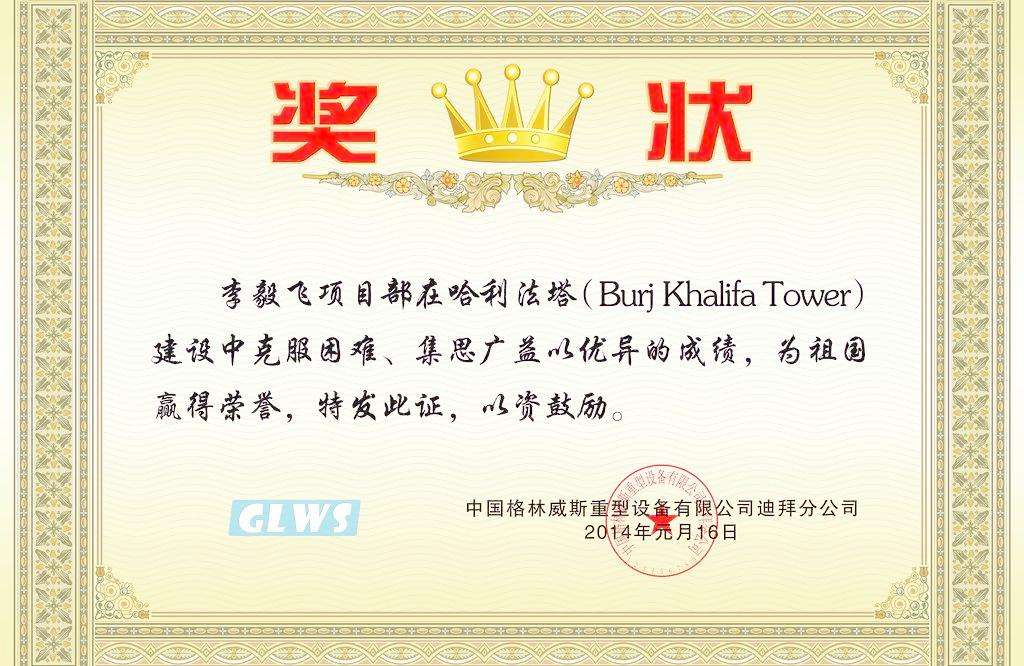 奖 状
李毅飞项目部在哈利法塔(Burj Khalifa Tower)
建设中克服困难、集思广益以优异的成绩，为祖国
赢得荣誉，特发此证，以资鼓励。
GLWS
中国格林威斯重型设备有限公司迪拜分公司
2014年元月16日